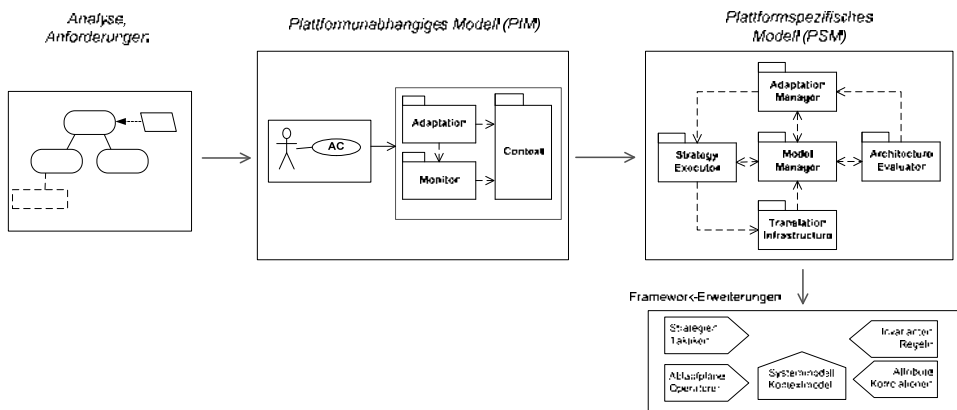 Analyse,
Anforderungen
Plattformunabhängiges Modell (PIM)
Plattformspezifisches
Modell (PSM)
AC
Adaptation
Monitor
Context
Adaptation
Manager
Strategy
Executor
Model
Manager
Architecture
Evaluator
Translation
Infrastructure
Framework-Erweiterungen
Strategien
Taktiken
Invarianten
Regeln
Ablaufpläne
Operatoren
Systemmodell
Kontextmodell
Attribute
Korrelationen